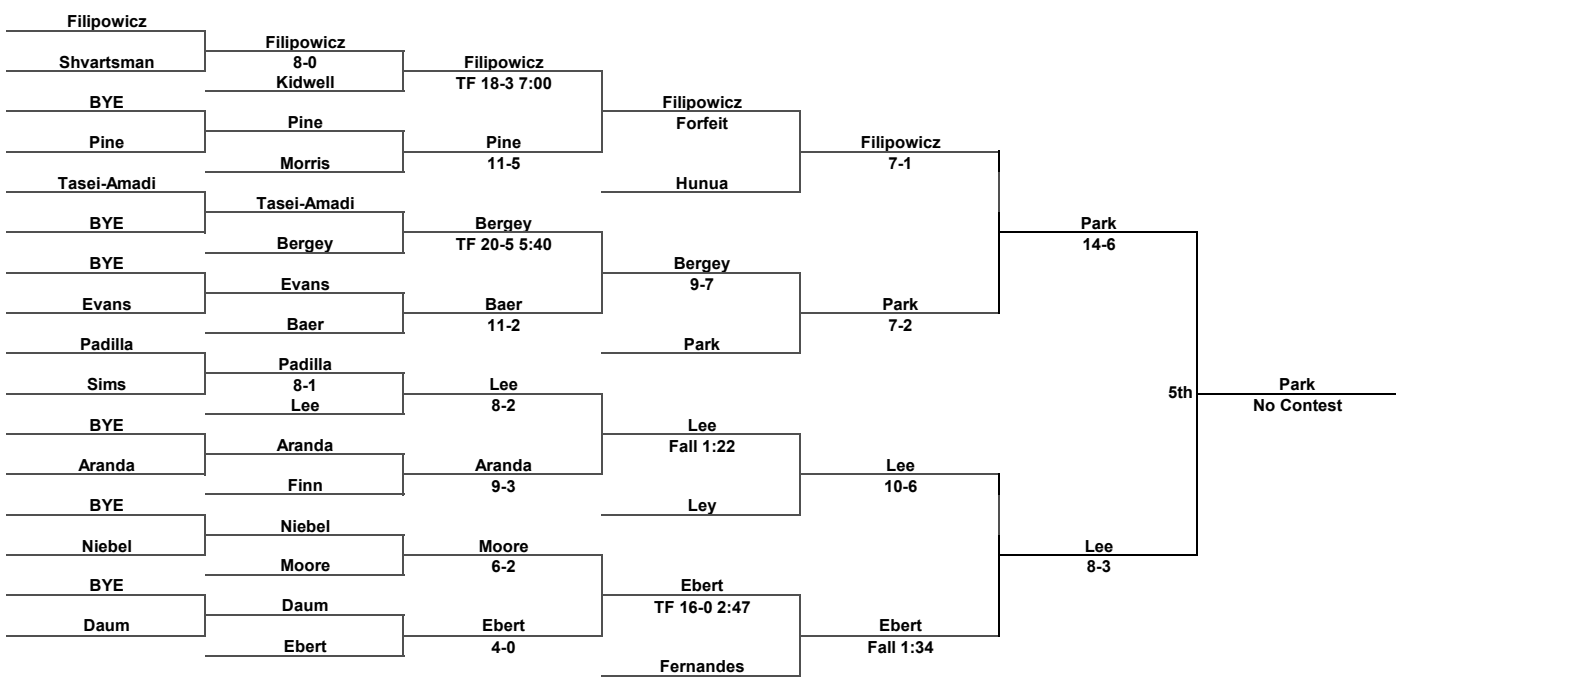 Filipowicz
Shvartsman
BYE
Pine
Tasei-Amadi
BYE
BYE
Evans
Padilla
Sims
BYE
Aranda
BYE
Niebel
BYE
Daum
Filipowicz
8-0
Kidwell
Pine
Morris
Tasei-Amadi
Bergey
Evans
Baer
Padilla
8-1
Lee
Aranda
Finn
Niebel
Moore
Daum
Ebert
Filipowicz
TF 18-3 7:00
Pine
11-5
Bergey
TF 20-5 5:40
Baer
11-2
Lee
8-2
Aranda
9-3
Moore
6-2
Ebert
4-0
Filipowicz
Forfeit
Hunua
Bergey
9-7
Park
Lee
Fall 1:22
Ley
Ebert
TF 16-0 2:47
Fernandes
Filipowicz
7-1
Park
7-2
Lee
10-6
Ebert
Fall 1:34
Park
14-6
Lee
8-3
5th
Park
No Contest